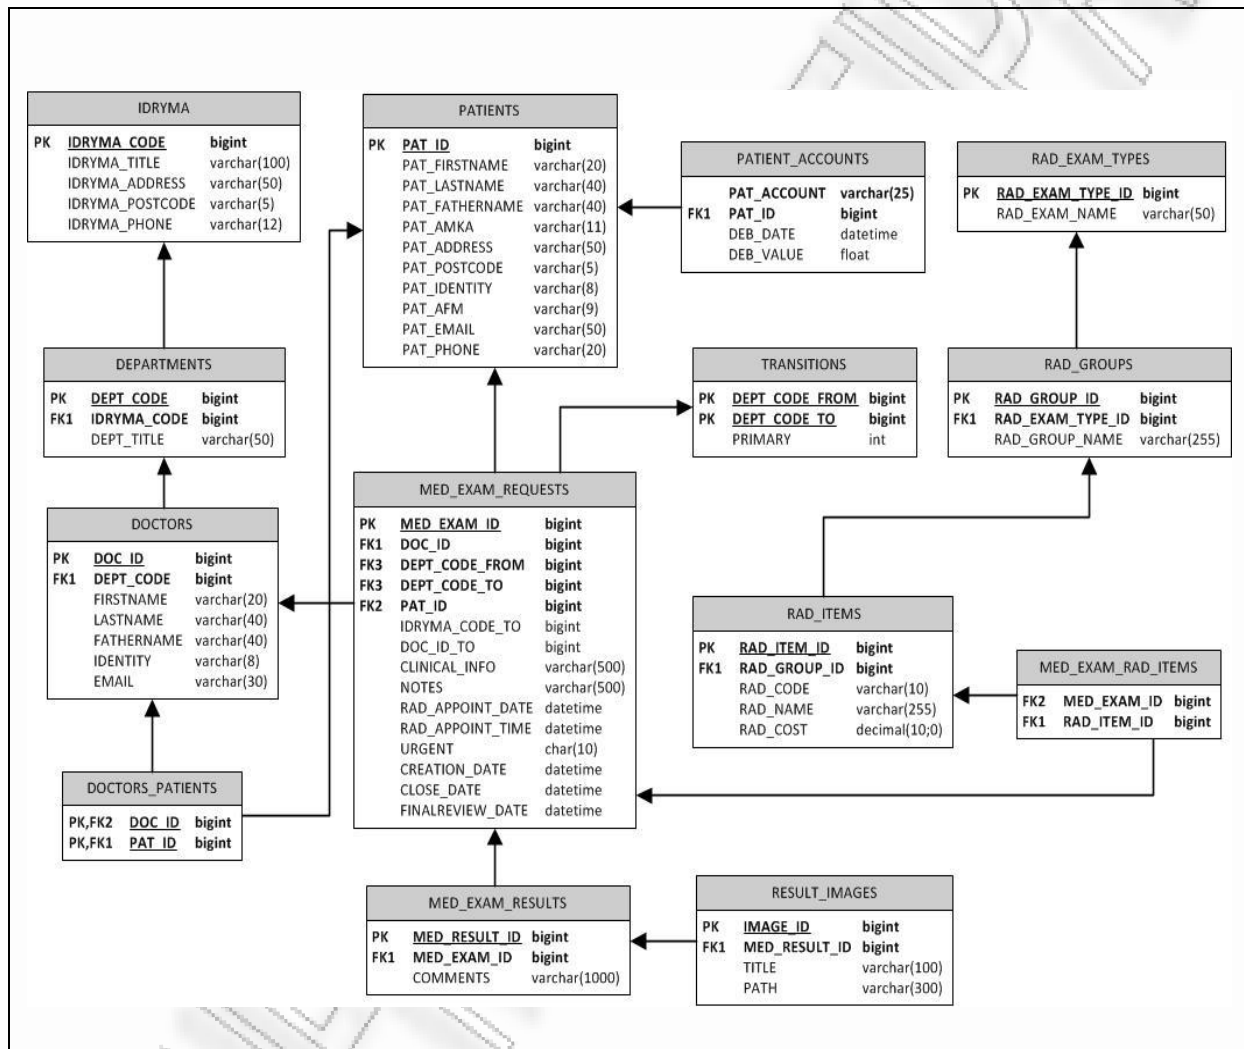 IDRYMA
PK IDRYMA_CODE bigint
IDRYMA_TITLE varchar(100)
IDRYMA_ADDRESS varchar(50)
IDRYMA_POSTCODE varchar(5)
IDRYMA_PHONE varchar(12)
PATIENTS
PK PAT_ID bigint
PAT_FIRSTNAME varchar(20)
PAT_LASTNAME varchar(40)
PAT_FATHERNAME varchar(40)
PAT_AMKA varchar(11)
PAT_ADDRESS varchar(50)
PAT_POSTCODE varchar(5)
PAT_IDENTITY varchar(8)
PAT_AFM varchar(9)
PAT_EMAIL varchar(50)
PAT_PHONE varchar(20)
PATIENT_ACCOUNTS
PAT_ACCOUNT varchar(25)
FK1 PAT_ID bigint
DEB_DATE datetime
DEB_VALUE float
RAD_EXAM_TYPES
PK RAD_EXAM_TYPE_ID bigint
RAD_EXAM_NAME varchar(50)
DEPARTMENTS
PK DEPT_CODE bigint
FK1 IDRYMA_CODE bigint
DEPT_TITLE varchar(50)
TRANSITIONS
PK DEPT_CODE_FROM bigint
PK DEPT_CODE_TO bigint
PRIMARY int
RAD_GROUPS
PK RAD_GROUP_ID bigint
FK1 RAD_EXAM_TYPE_ID bigint
RAD_GROUP_NAME varchar(255)
DOCTORS
PK DOC_ID bigint
FK1 DEPT_CODE bigint
FIRSTNAME varchar(20)
LASTNAME varchar(40)
FATHERNAME varchar(40)
IDENTITY varchar(8)
EMAIL varchar(30)
MED_EXAM_REQUESTS
PK MED_EXAM_ID bigint
FK1 DOC_ID bigint
FK3 DEPT_CODE_FROM bigint
FK3 DEPT_CODE_TO bigint
FK2 PAT_ID bigint
IDRYMA_CODE_TO bigint
DOC_ID_TO bigint
CLINICAL_INFO varchar(500)
NOTES varchar(500)
RAD_APPOINT_DATE datetime
RAD_APPOINT_TIME datetime
URGENT char(10)
CREATION_DATE datetime
CLOSE_DATE datetime
FINALREVIEW_DATE datetime
RAD_ITEMS
PK RAD_ITEM_ID bigint
FK1 RAD_GROUP_ID bigint
RAD_CODE varchar(10)
RAD_NAME varchar(255)
RAD_COST decimal(10;0)
MED_EXAM_RAD_ITEMS
FK2 MED_EXAM_ID bigint
FK1 RAD_ITEM_ID bigint
DOCTORS_PATIENTS
PK,FK2 DOC_ID bigint
PK,FK1 PAT_ID bigint
MED_EXAM_RESULTS
PK MED_RESULT_ID bigint
FK1 MED_EXAM_ID bigint
COMMENTS varchar(1000)
RESULT_IMAGES
PK IMAGE_ID bigint
FK1 MED_RESULT_ID bigint
TITLE varchar(100)
PATH varchar(300)